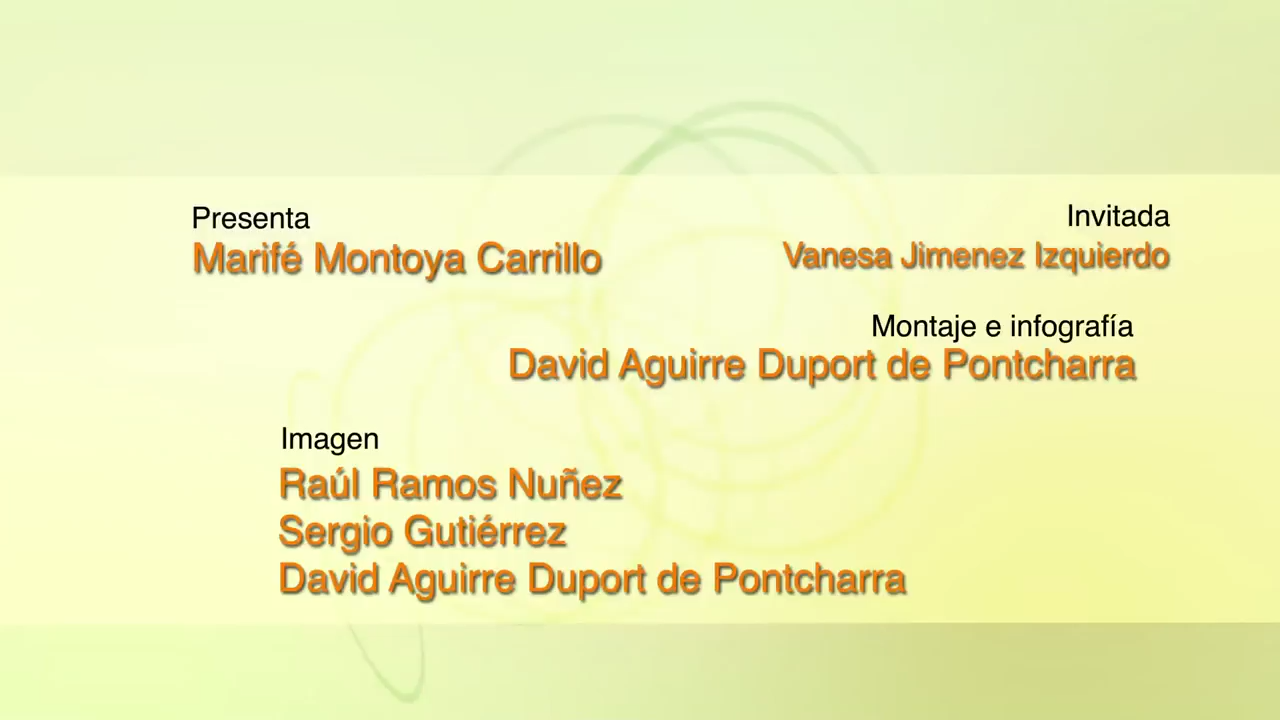 Presenta
Marifé Montoya Carrillo
Invitada
Vanesa Jimenez Izquierdo
Montaje e infografía
David Aguirre Duport de Pontcharra
Imagen
Raúl Ramos Nuñez
Sergio Gutiérrez
David Aguirre Duport de Pontcharra